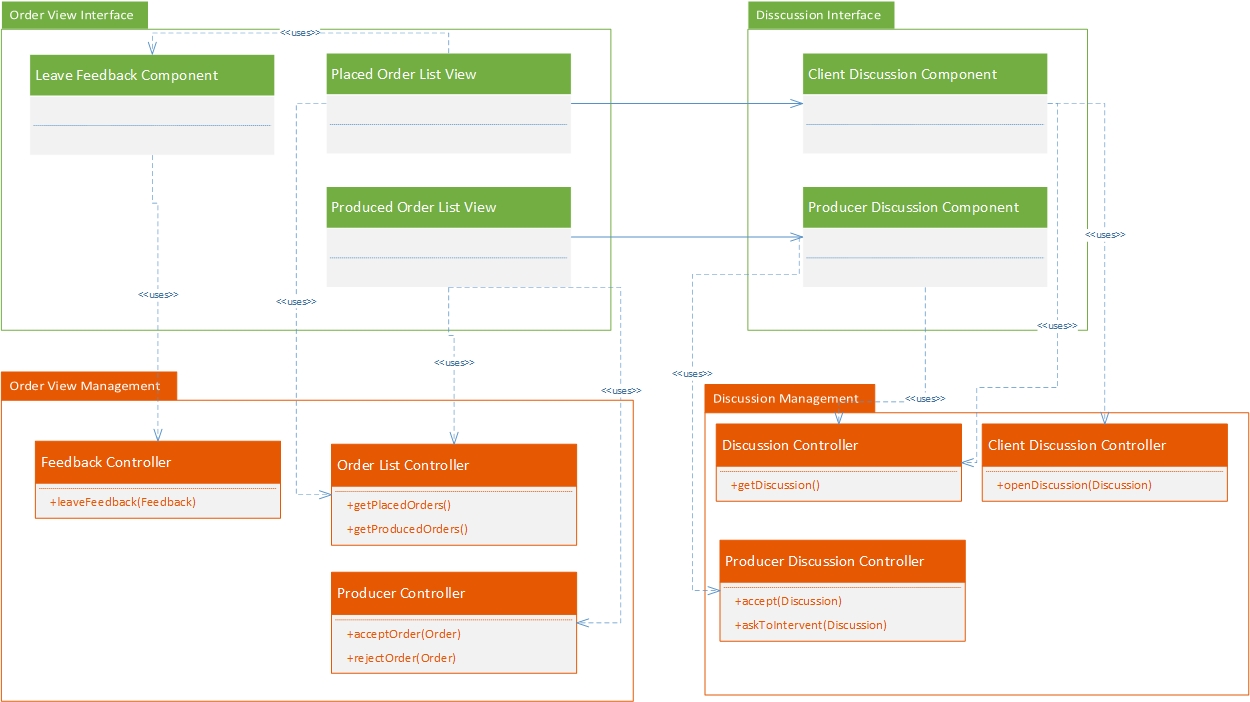 Order View Interface
Disscussion Interface
<<uses>>
Leave Feedback Component
Placed Order List View
Client Discussion Component
Produced Order List View
Producer Discussion Component
<<uses>>
<<uses>>
<<uses>>
<<uses>>
<<uses>>
<<uses>>
<<uses>>
<<uses>>
Order View Management
Discussion Management
Feedback Controller
+leaveFeedback(Feedback)
Order List Controller
+getPlacedOrders()
+getProducedOrders()
Producer Controller
+acceptOrder(Order)
+rejectOrder(Order)
Discussion Controller
+getDiscussion()
Client Discussion Controller
+openDiscussion(Discussion)
Producer Discussion Controller
+accept(Discussion)
+askToIntervent(Discussion)